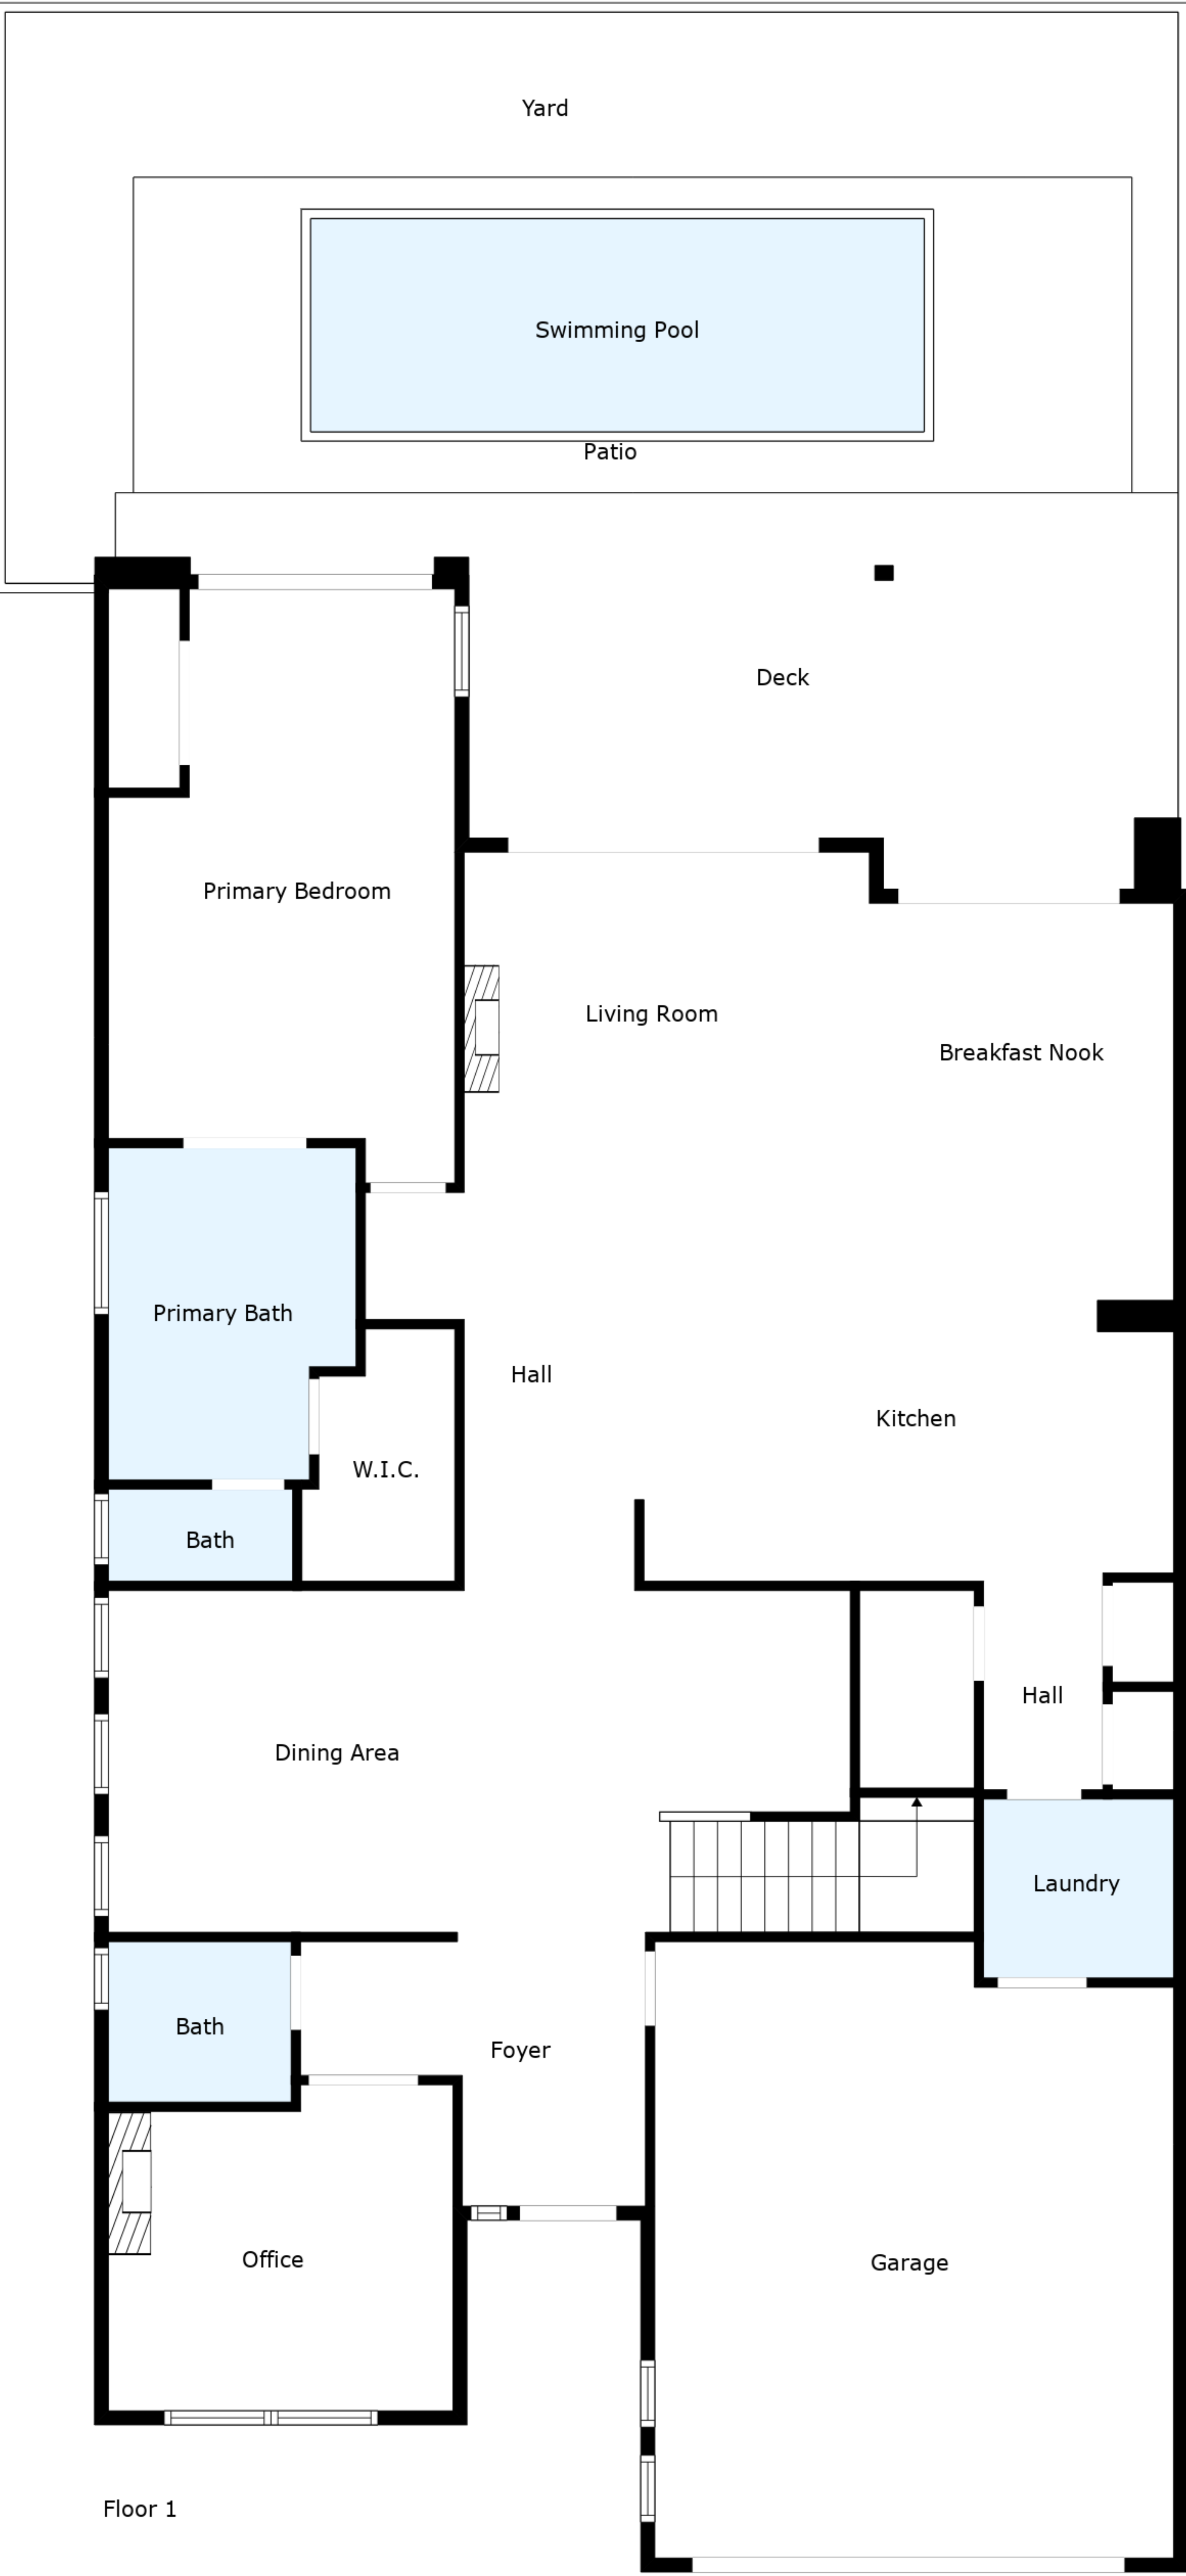 Yard
Swimming Pool
Patio
Deck
Primary Bedroom
Living Room
Breakfast Nook
Primary Bath
Hall
Kitchen
W.I.C.
Bath
Hall
Dining Area
Laundry
Bath
Foyer
Office
Garage
Floor 1